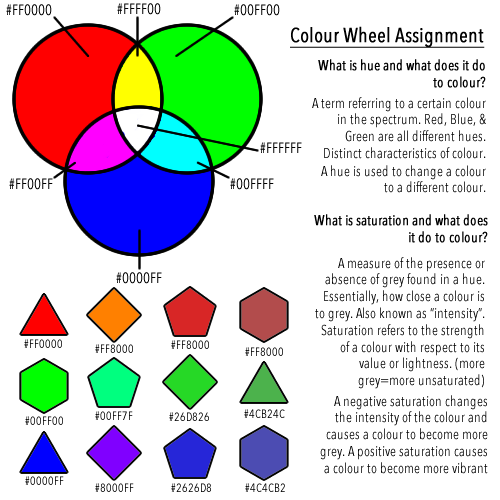 #FF0000
#FFFF00
#00FF00
#FFFFFF
#FF00FF
#00FFFF
#0000FF
Colour Wheel Assignment
What is hue and what does it do
to colour?
A term referring to a certain colour
in the spectrum. Red, Blue, &
Green are all different hues.
Distinct characteristics of colour.
A hue is used to change a colour
to a different colour.
What is saturation and what does
it do to colour?
A measure of the presence or
absence of grey found in a hue.
Essentially, how close a colour is
to grey. Also known as "intensity".
Saturation refers to the strength
of a colour with respect to its
value or lightness. (more
grey=more unsaturated)
A negative saturation changes
the intensity of the colour and
causes a colour to become more
grey. A positive saturation causes
a colour to become more vibrant
#FF0000
#FF8000
#FF8000
#FF8000
#00FF00
#00FF7F
#26D826
#4CB24C
#0000FF
#8000FF
#2626D8
#4C4CB2